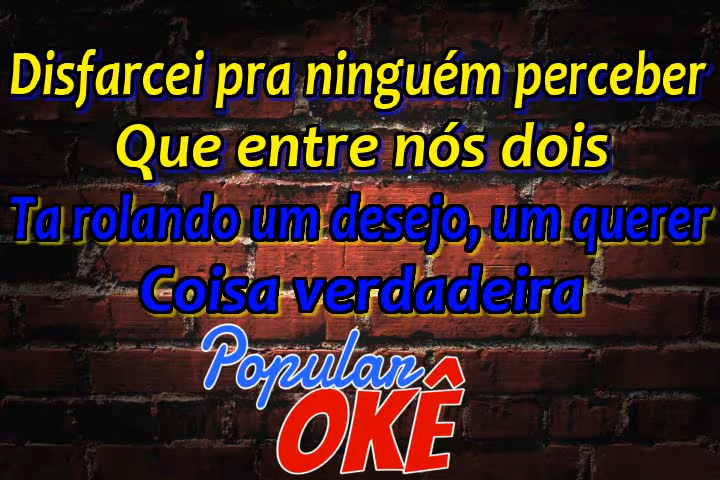 Disfarcei pra ninguém perceber
Que entre nós dois
Ta rolando um desejo, um querer
Coisa verdadeira
Popular
OKÊ